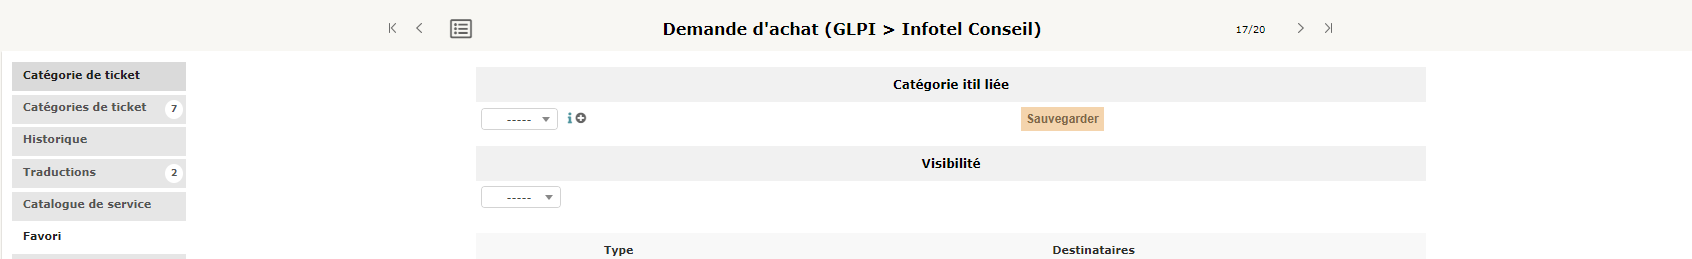 Demande d'achat (GLPI > Infotel Conseil)
17/20
Catégorie de ticket
Catégories de ticket 7
Historique
Traductions 2
Catalogue de service
Favori
Catégorie itil liée
----- Sauvegarder
Visibilité
-----
Type Destinataires